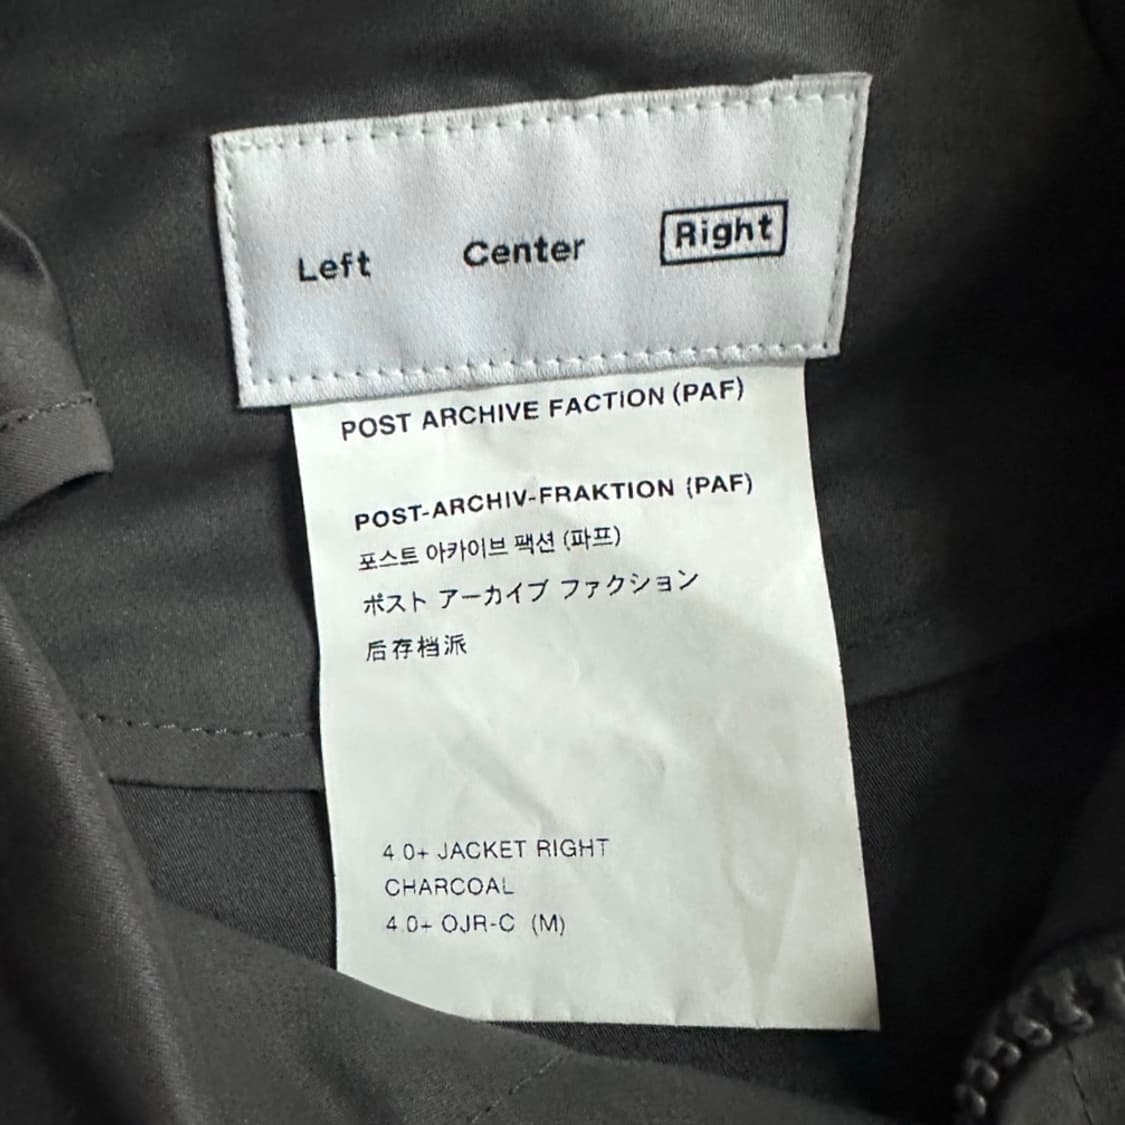 Left Center Right
POST ARCHIVE FACTION (PAF)
POST-ARCHIV-FRAKTION (PAF)
포스트 아카이브 팩션 (파프)
ポスト アーカイブ ファクション
后存档派
4.0+ JACKET RIGHT
CHARCOAL
4.0+ OJR-C (M)